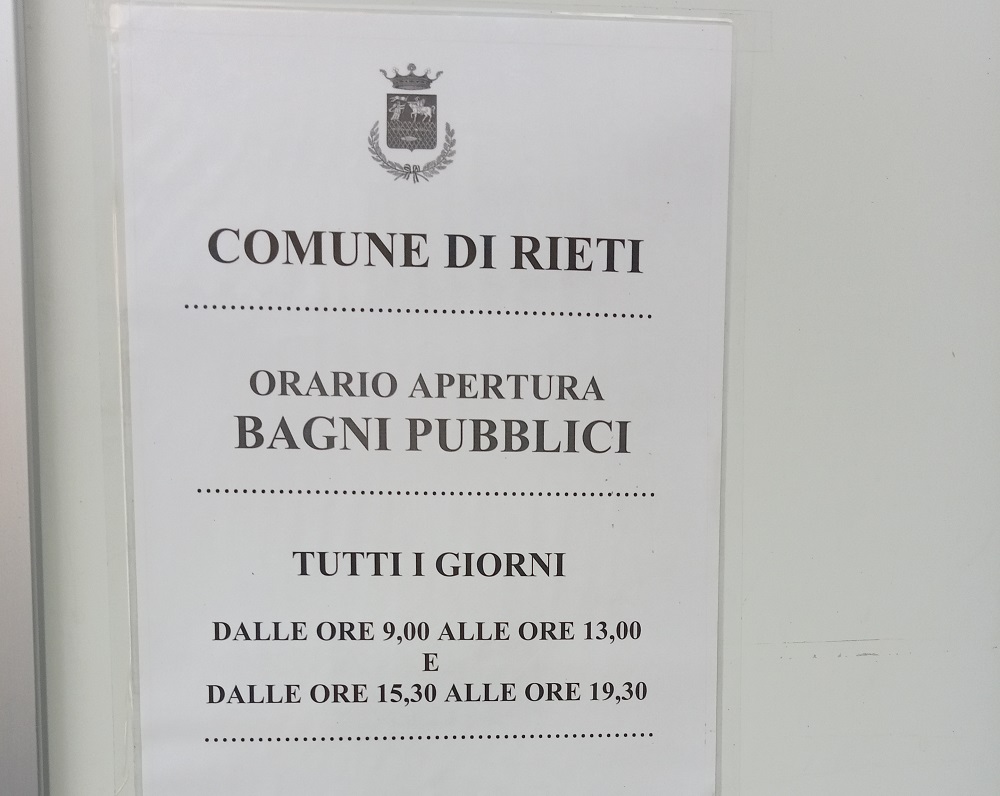 COMUNE DI RIETI
ORARIO APERTURA
BAGNI PUBBLICI
TUTTI I GIORNI
DALLE ORE 9,00 ALLE ORE 13,00
E
DALLE ORE 15,30 ALLE ORE 19,30